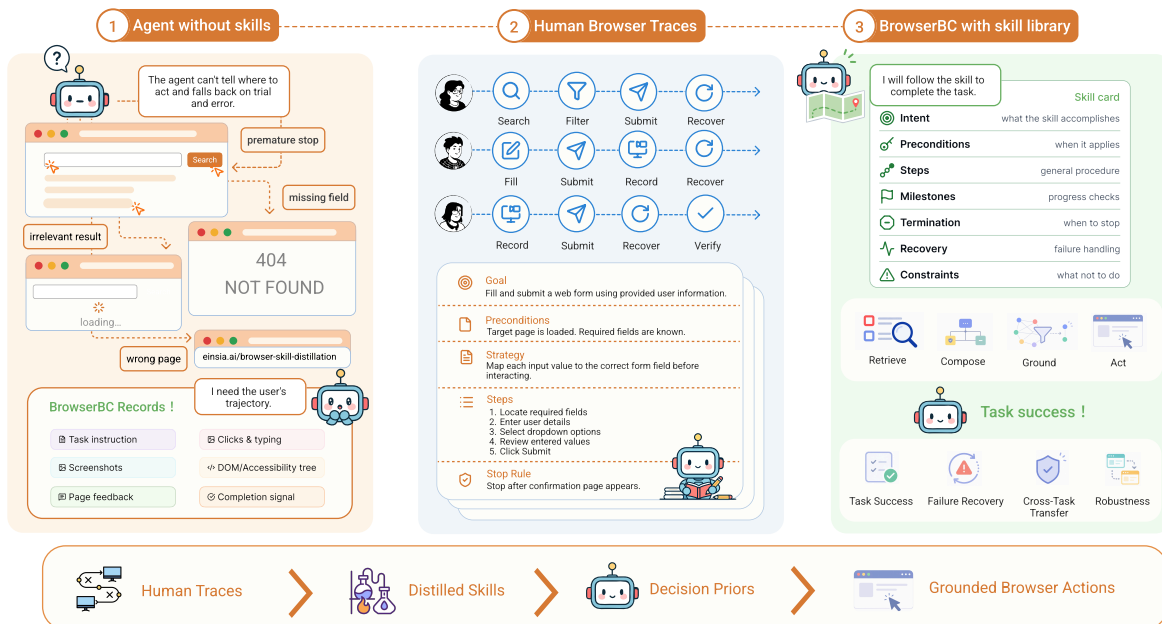 1 Agent without skills
2 Human Browser Traces
3 BrowserBC with skill library
?
The agent can't tell where to
act and falls back on trial
and error.
premature stop
Search
missing field
irrelevant result
404
NOT FOUND
loading...
wrong page
einsia.ai/browser-skill-distillation
I need the user's
trajectory.
BrowserBC Records !
Task instruction
Clicks & typing
Screenshots
DOM/Accessibility tree
Page feedback
Completion signal
Search
Filter
Submit
Recover
Fill
Submit
Record
Recover
Record
Submit
Recover
Verify
Goal
Fill and submit a web form using provided user information.
Preconditions
Target page is loaded. Required fields are known.
Strategy
Map each input value to the correct form field before
interacting.
Steps
1. Locate required fields
2. Enter user details
3. Select dropdown options
4. Review entered values
5. Click Submit
Stop Rule
Stop after confirmation page appears.
I will follow the skill to
complete the task.
Skill card
Intent what the skill accomplishes
Preconditions when it applies
Steps general procedure
Milestones progress checks
Termination when to stop
Recovery failure handling
Constraints what not to do
Retrieve
Compose
Ground
Act
Task success !
Task Success
Failure Recovery
Cross-Task
Transfer
Robustness
Human Traces
Distilled Skills
Decision Priors
Grounded Browser Actions